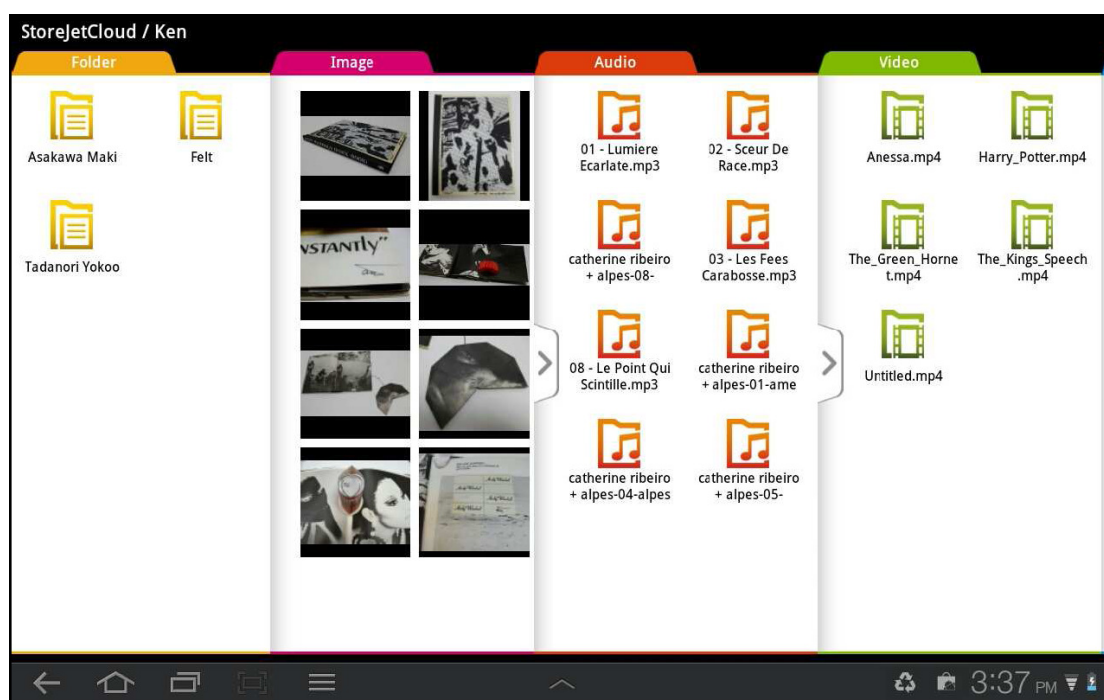 StoreJetCloud / Ken
Folder
Image
Audio
Video
Asakawa Maki
Felt
Tadanori Yokoo
NSTANTLY"
01 - Lumiere
Ecarlate.mp3
02 - Sceur De
Race.mp3
catherine ribeiro
+ alpes-08-
03 - Les Fees
Carabosse.mp3
08 - Le Point Qui
Scintille.mp3
catherine ribeiro
+ alpes-01-ame
catherine ribeiro
+ alpes-04-alpes
catherine ribeiro
+ alpes-05-
Anessa.mp4
Harry_Potter.mp4
The_Green_Horne
t.mp4
The_Kings_Speech
.mp4
Untitled.mp4
3:37 PM